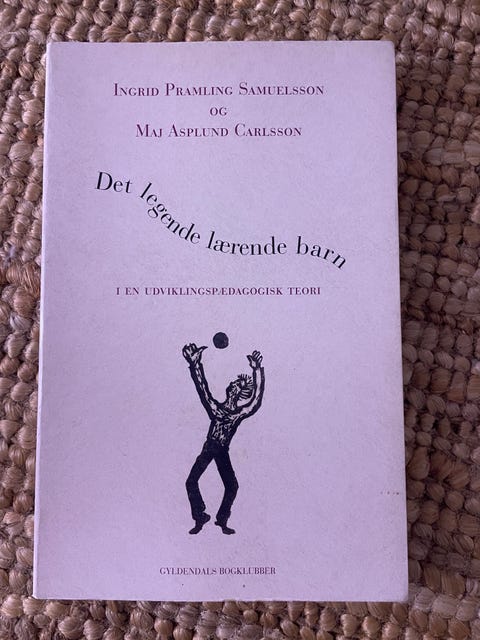 Ingrid Pramling Samuelsson
og
Maj Asplund Carlsson
Det legende lærende barn
i en udviklingspædagogisk teori
GYLDENDALS BOGKLUBBER